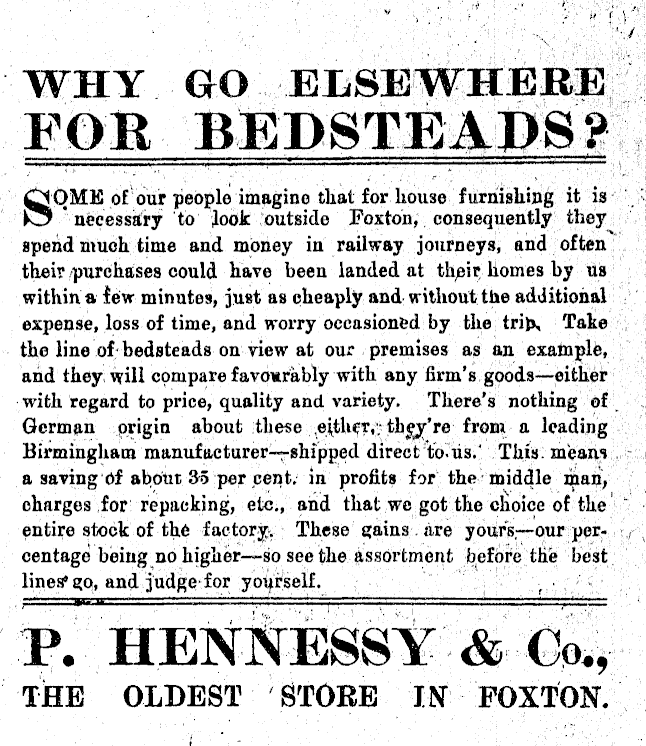 WHY GO ELSEWHERE
FOR BEDSTEADS?
SOME of our people imagine that for house furnishing it is
necessary to look outside Foxton, consequently they
spend much time and money in railway journeys, and often
their purchases could have been landed at their homes by us
within a few minutes, just as cheaply and without the additional
expense, loss of time, and worry occasioned by the trip. Take
the line of bedsteads on view at our premises as an example,
and they will compare favourably with any firm's goods—either
with regard to price, quality and variety. There's nothing of
German origin about these either, they're from a leading
Birmingham manufacturer—shipped direct to us. This means
a saving of about 35 per cent. in profits for the middle man,
charges for repacking, etc., and that we got the choice of the
entire stock of the factory. These gains are yours—our per-
centage being no higher—so see the assortment before the best
lines go, and judge for yourself.
P. HENNESSY & Co.,
THE OLDEST STORE IN FOXTON.